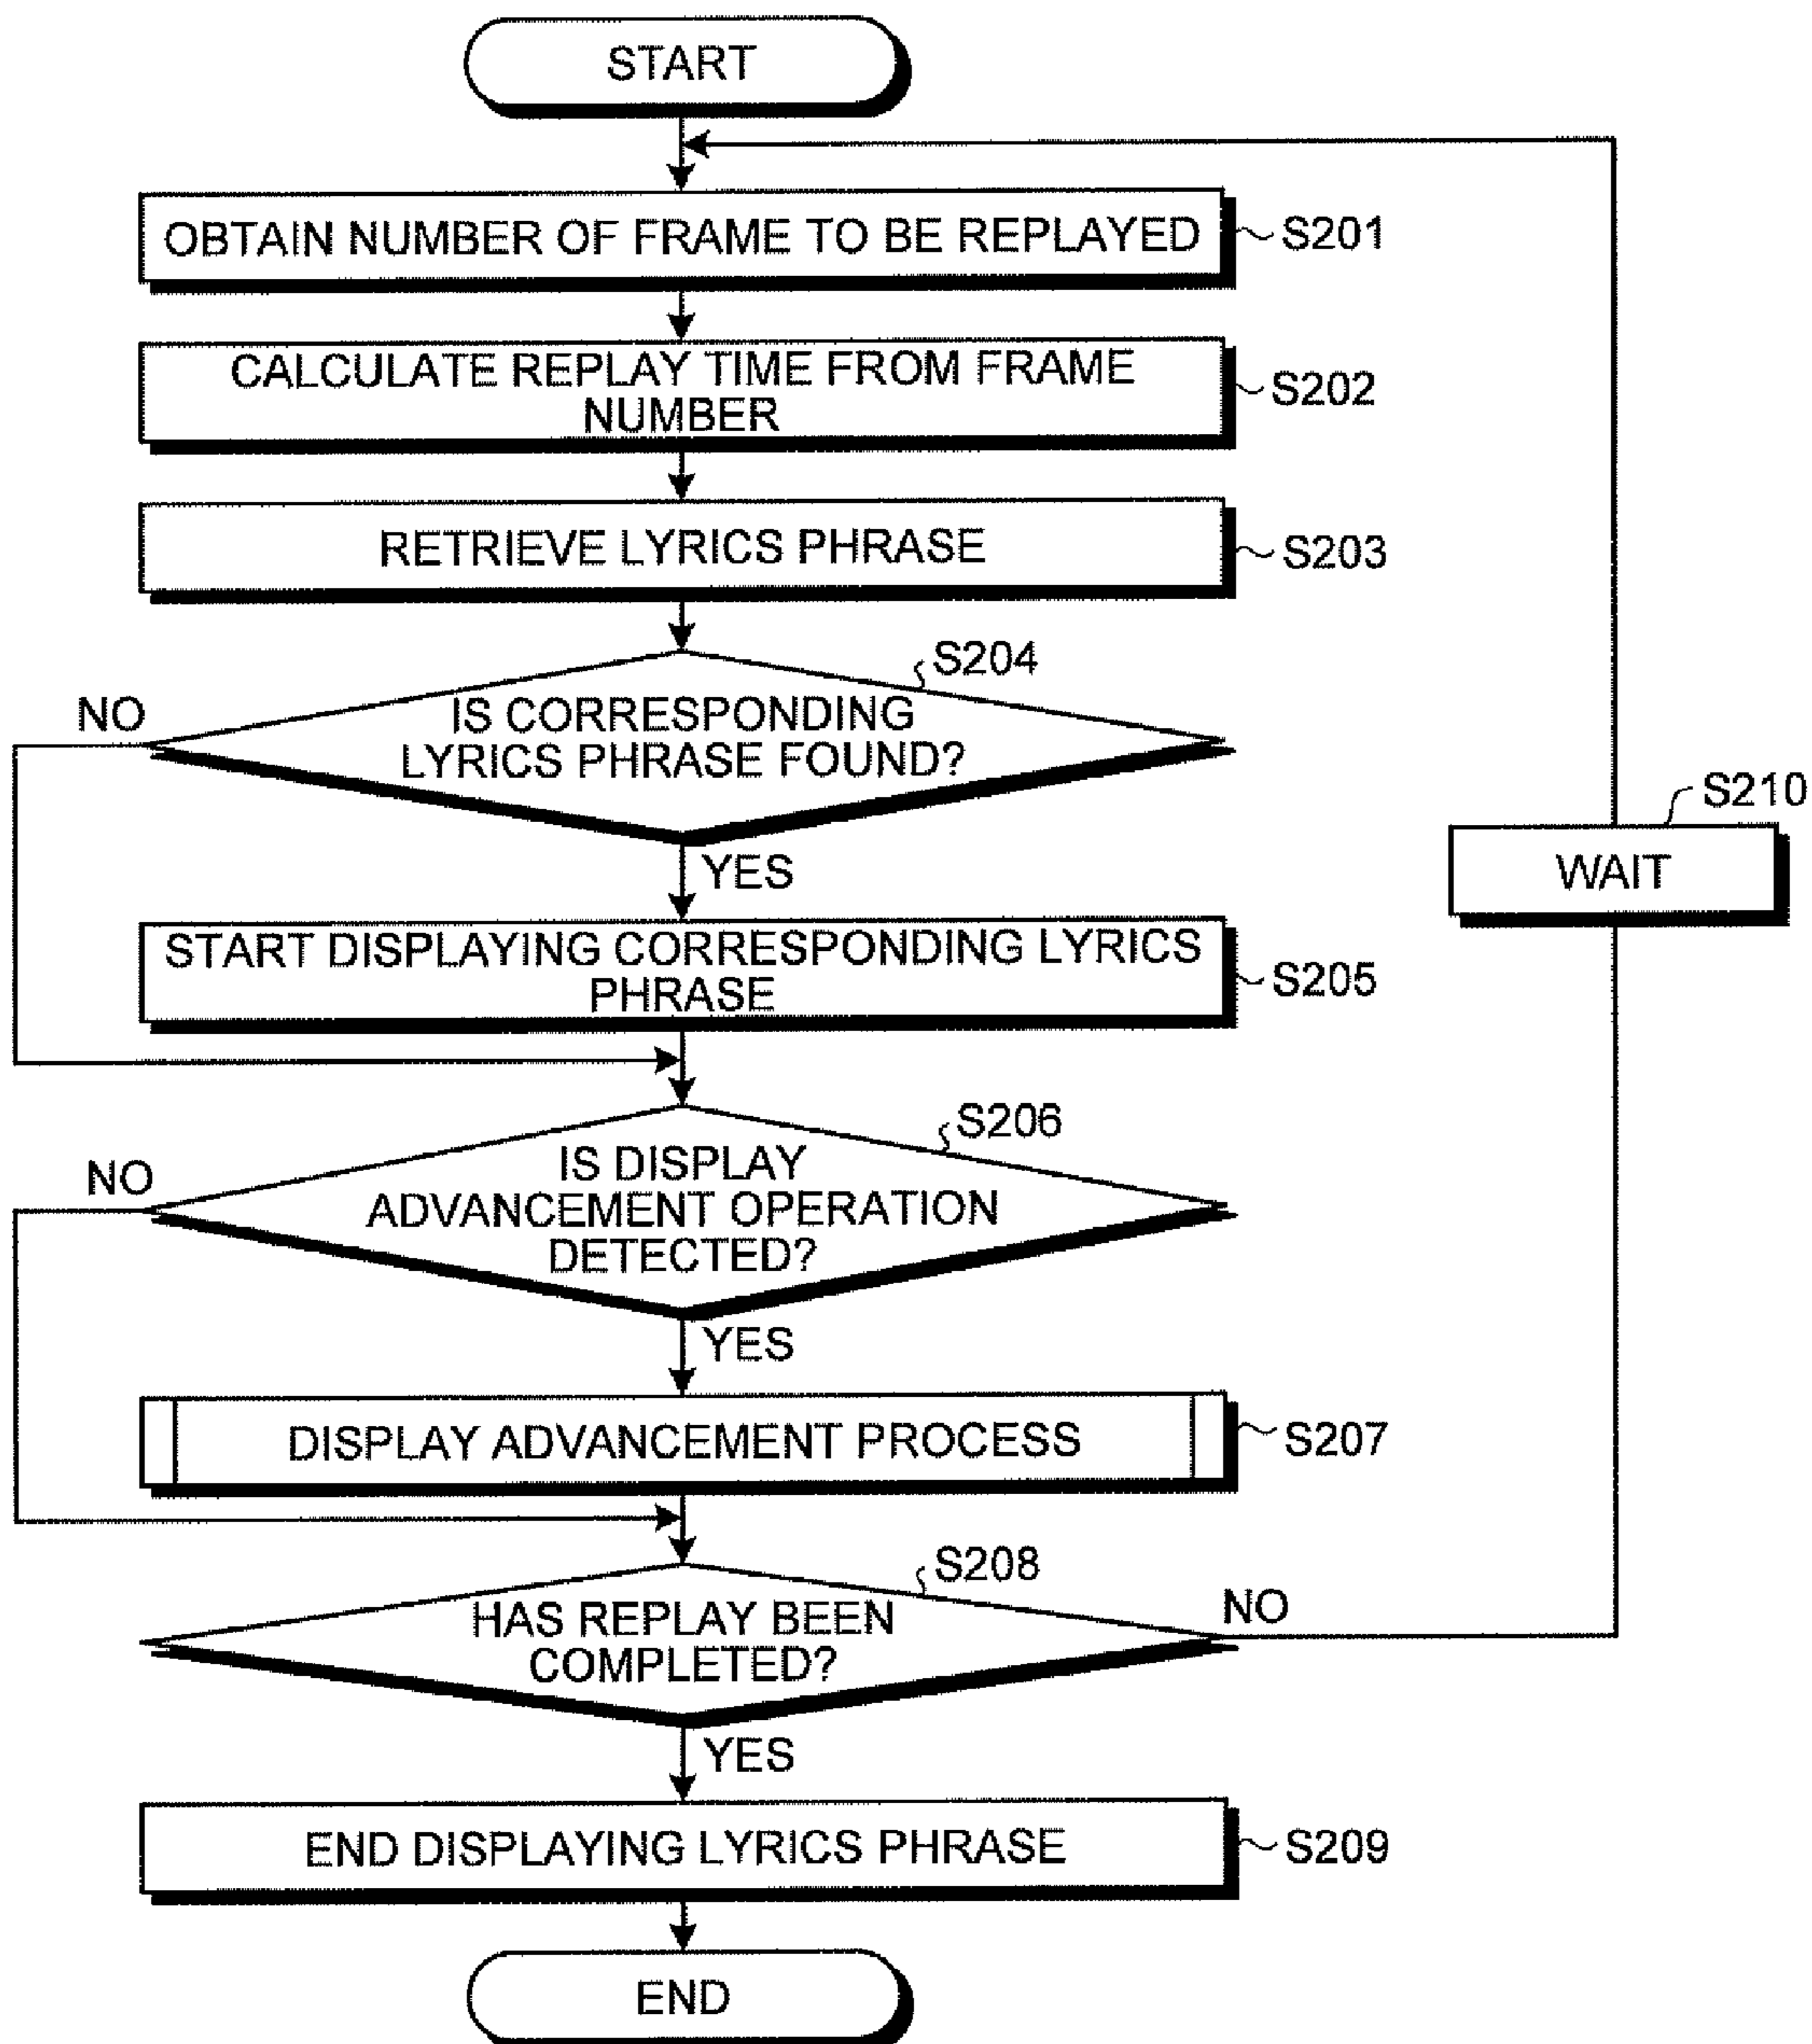 START
OBTAIN NUMBER OF FRAME TO BE REPLAYED
S201
CALCULATE REPLAY TIME FROM FRAME
NUMBER
S202
RETRIEVE LYRICS PHRASE
S203
S204
NO
IS CORRESPONDING
LYRICS PHRASE FOUND?
YES
S210
WAIT
START DISPLAYING CORRESPONDING LYRICS
PHRASE
S205
S206
NO
IS DISPLAY
ADVANCEMENT OPERATION
DETECTED?
YES
DISPLAY ADVANCEMENT PROCESS
S207
S208
HAS REPLAY BEEN
COMPLETED?
NO
YES
END DISPLAYING LYRICS PHRASE
S209
END